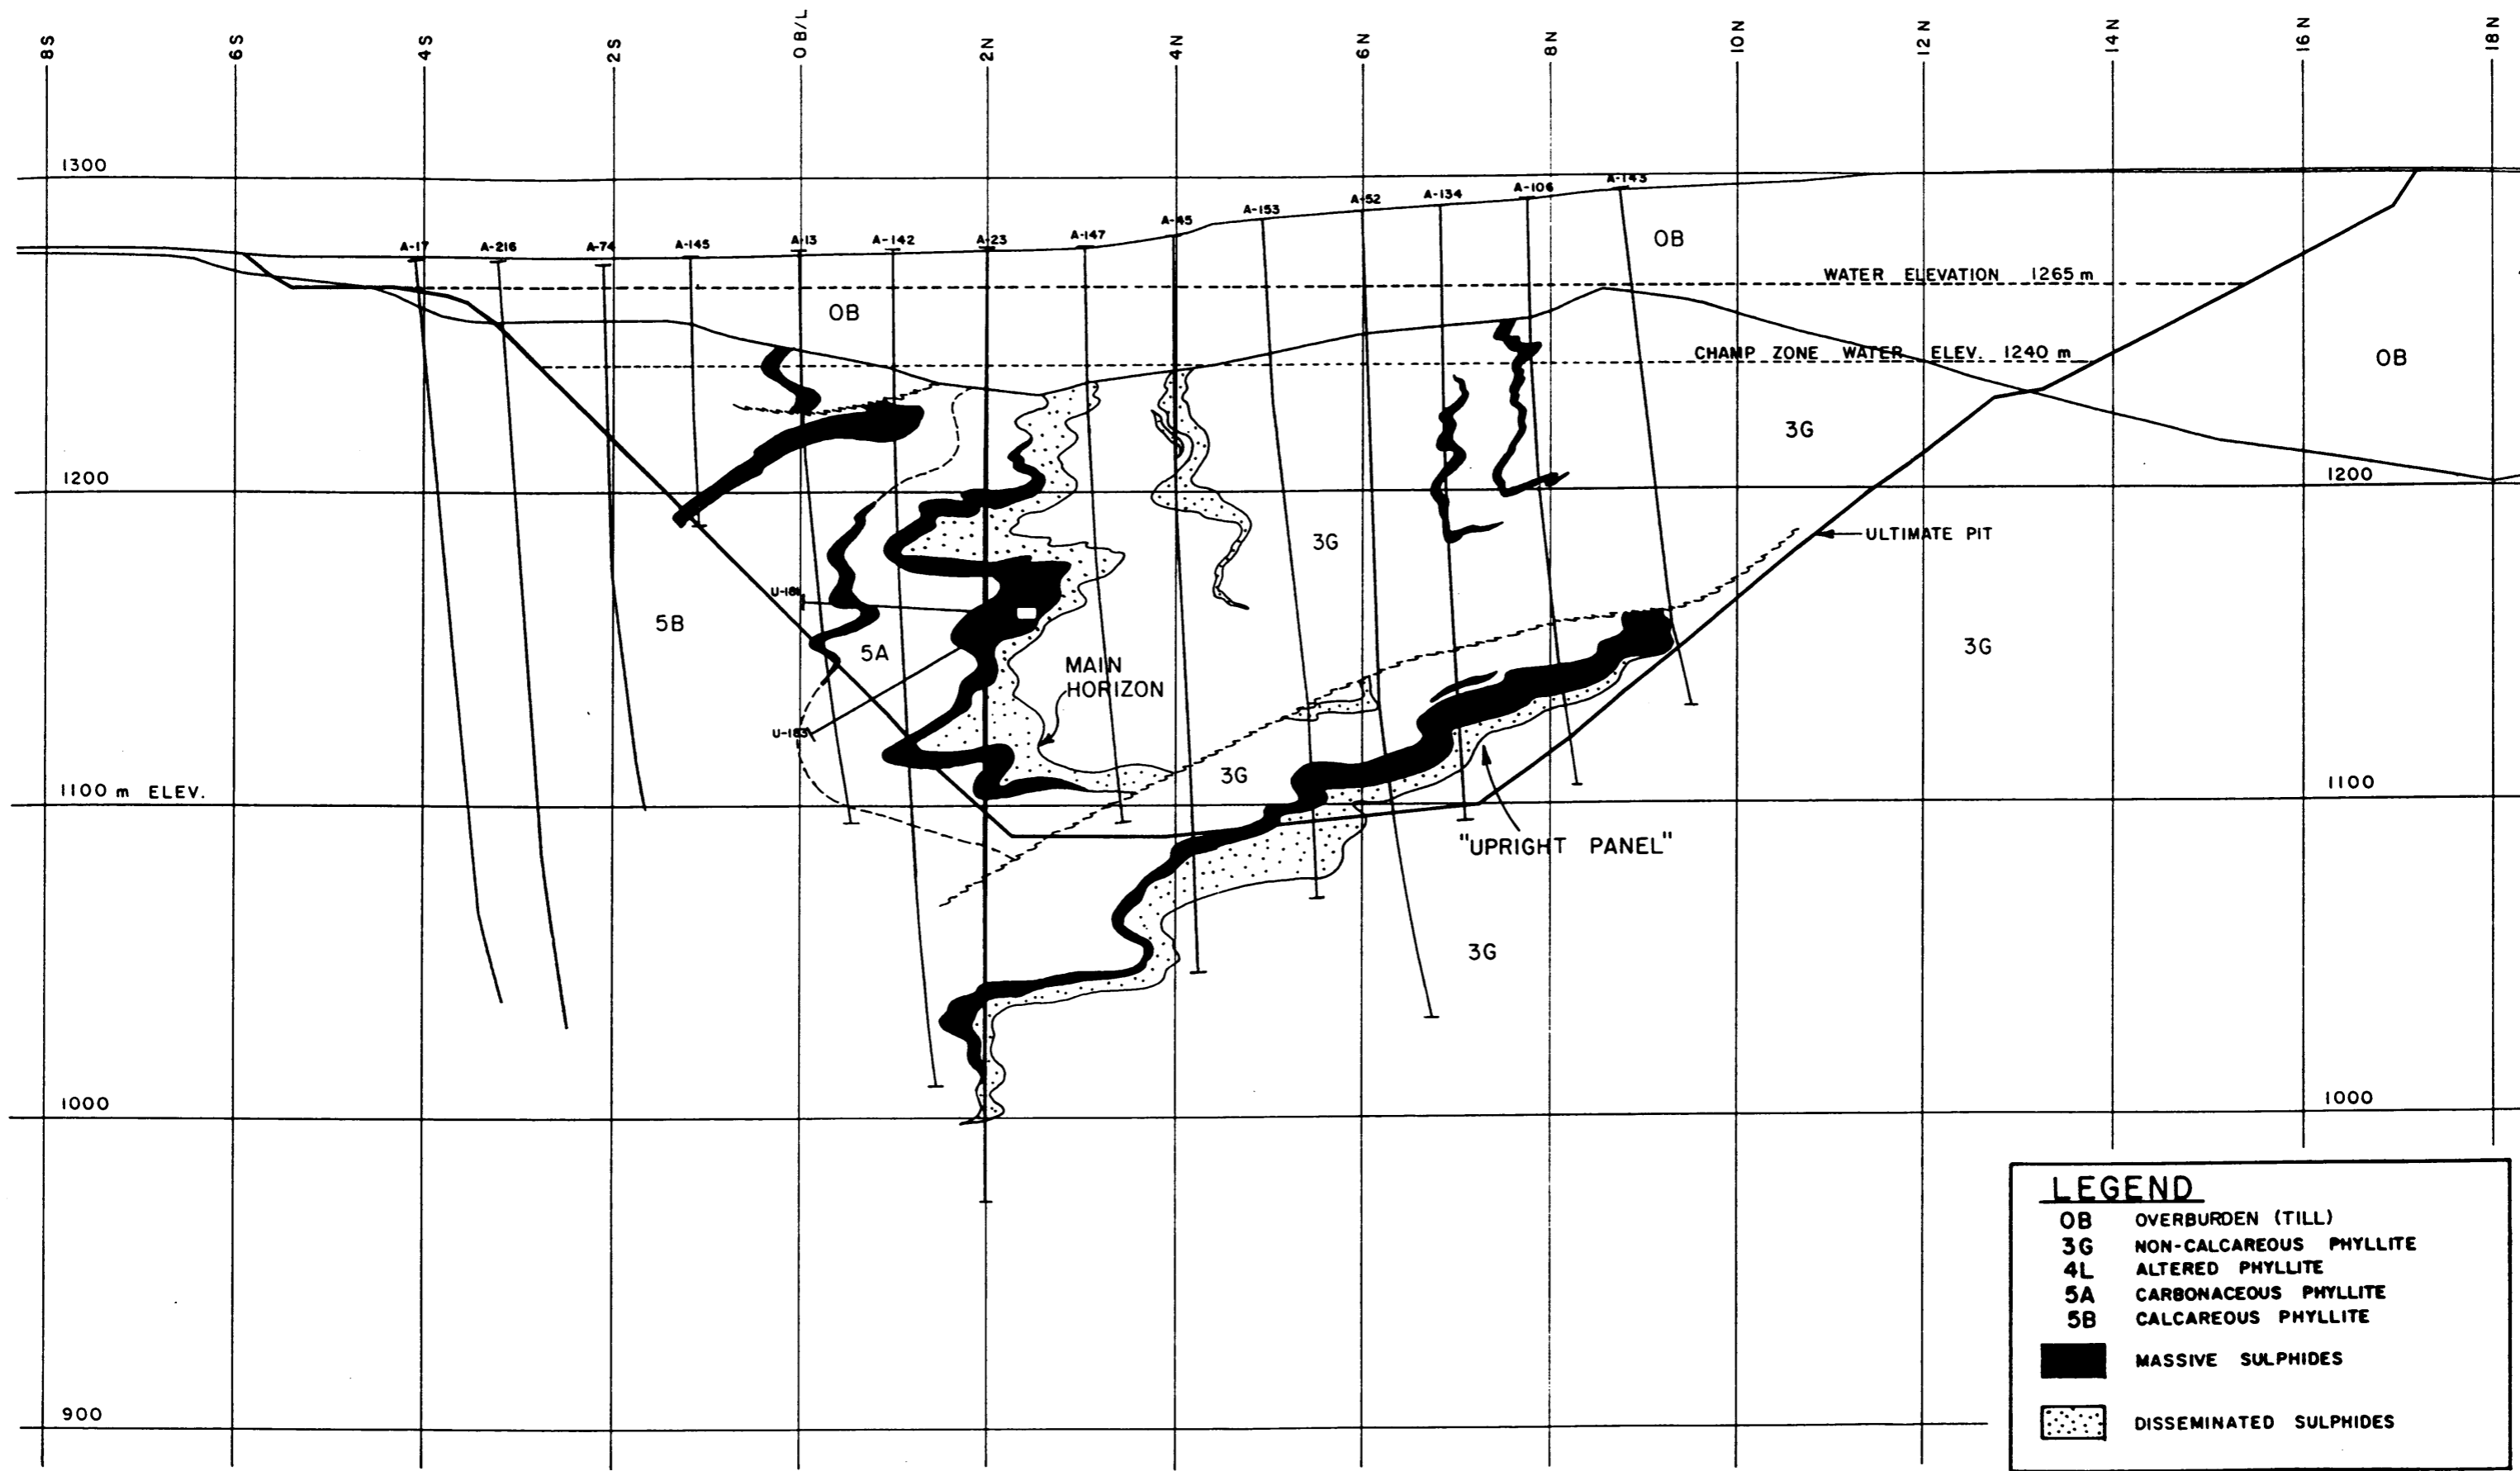 8S
6S
4S
2S
0 B/L
2N
4N
6N
8N
10N
12N
14N
16N
18N
1300
A-17
A-216
A-74
A-145
A-13
A-142
A-23
A-147
A-45
A-153
A-52
A-134
A-106
A-143
OB
OB
WATER ELEVATION 1265 m
CHAMP ZONE WATER ELEV. 1240 m
OB
3G
1200
1200
3G
ULTIMATE PIT
U-181
5B
5A
MAIN
HORIZON
3G
U-183
3G
1100 m ELEV.
1100
"UPRIGHT PANEL"
3G
1000
1000
900
LEGEND
OB OVERBURDEN (TILL)
3G NON-CALCAREOUS PHYLLITE
4L ALTERED PHYLLITE
5A CARBONACEOUS PHYLLITE
5B CALCAREOUS PHYLLITE
MASSIVE SULPHIDES
DISSEMINATED SULPHIDES